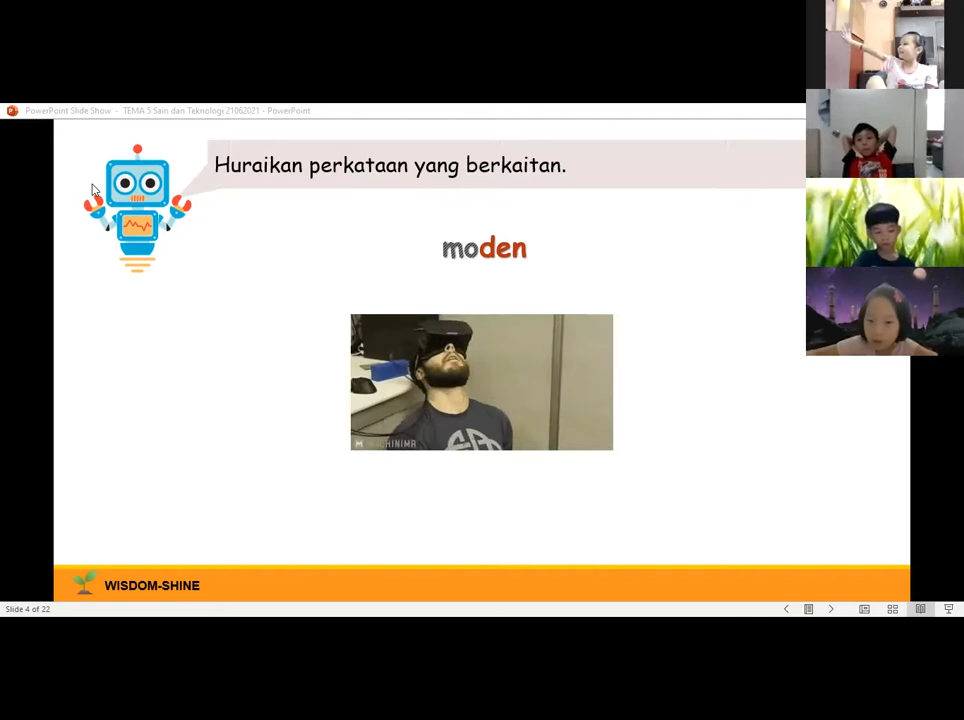 PowerPoint Slide Show - TEMA 5 Sain dan Teknologi 21062021 - PowerPoint
Huraikan perkataan yang berkaitan.
moden
MACHINIMA
WISDOM-SHINE
Slide 4 of 22